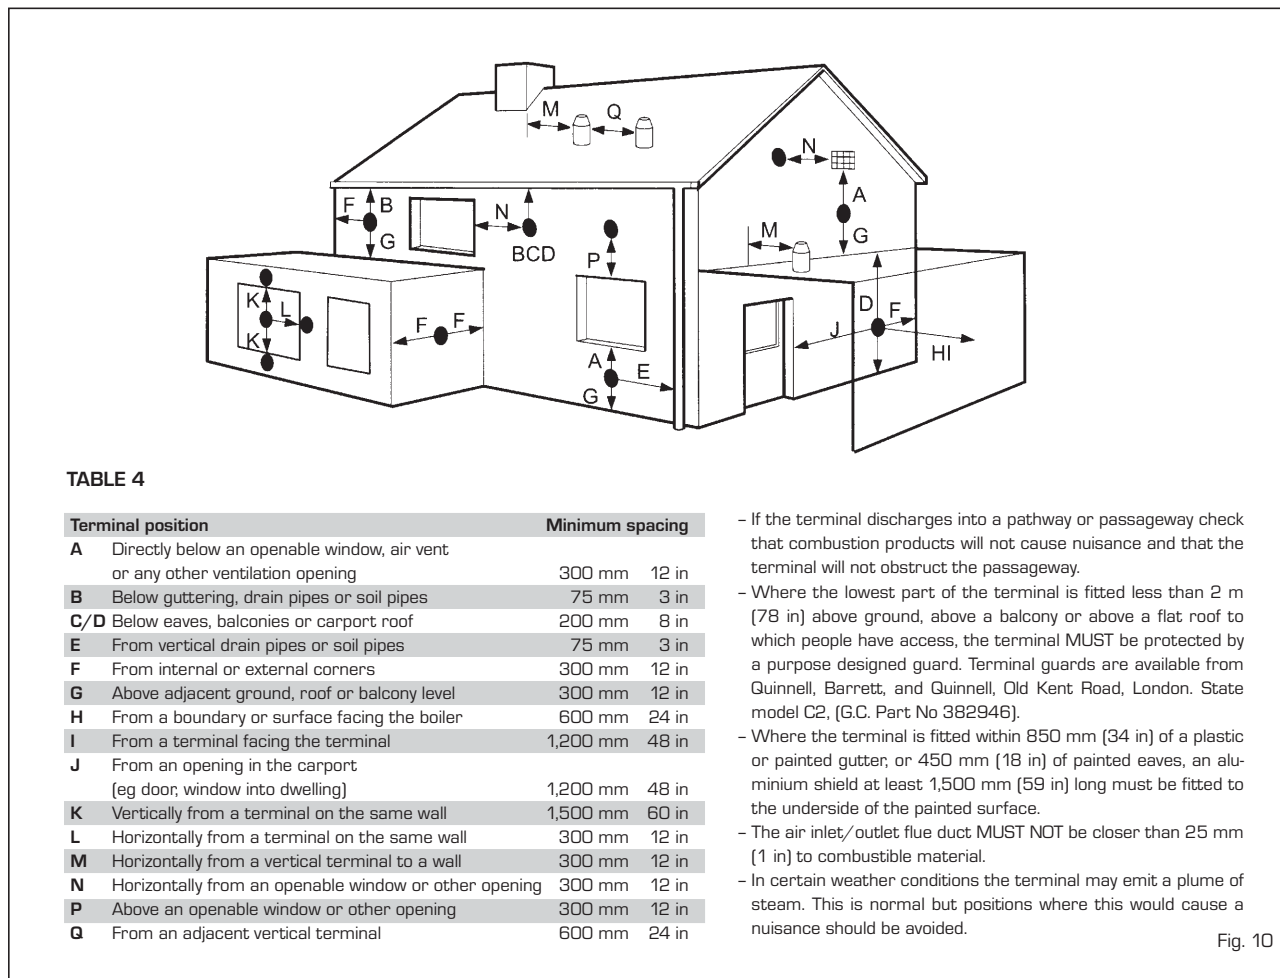 M
Q
N
A
G
F
B
G
N
BCD
P
M
K
L
K
F
F
A
E
G
D
F
J
HI
TABLE 4
Terminal position Minimum spacing
A Directly below an openable window, air vent
or any other ventilation opening 300 mm 12 in
B Below guttering, drain pipes or soil pipes 75 mm 3 in
C/D Below eaves, balconies or carport roof 200 mm 8 in
E From vertical drain pipes or soil pipes 75 mm 3 in
F From internal or external corners 300 mm 12 in
G Above adjacent ground, roof or balcony level 300 mm 12 in
H From a boundary or surface facing the boiler 600 mm 24 in
I From a terminal facing the terminal 1,200 mm 48 in
J From an opening in the carport
(eg door, window into dwelling) 1,200 mm 48 in
K Vertically from a terminal on the same wall 1,500 mm 60 in
L Horizontally from a terminal on the same wall 300 mm 12 in
M Horizontally from a vertical terminal to a wall 300 mm 12 in
N Horizontally from an openable window or other opening 300 mm 12 in
P Above an openable window or other opening 300 mm 12 in
Q From an adjacent vertical terminal 600 mm 24 in
– If the terminal discharges into a pathway or passageway check
that combustion products will not cause nuisance and that the
terminal will not obstruct the passageway.
– Where the lowest part of the terminal is fitted less than 2 m
(78 in) above ground, above a balcony or above a flat roof to
which people have access, the terminal MUST be protected by
a purpose designed guard. Terminal guards are available from
Quinnell, Barrett, and Quinnell, Old Kent Road, London. State
model C2, (G.C. Part No 382946).
– Where the terminal is fitted within 850 mm (34 in) of a plastic
or painted gutter, or 450 mm (18 in) of painted eaves, an alu-
minium shield at least 1,500 mm (59 in) long must be fitted to
the underside of the painted surface.
– The air inlet/outlet flue duct MUST NOT be closer than 25 mm
(1 in) to combustible material.
– In certain weather conditions the terminal may emit a plume of
steam. This is normal but positions where this would cause a
nuisance should be avoided.
Fig. 10